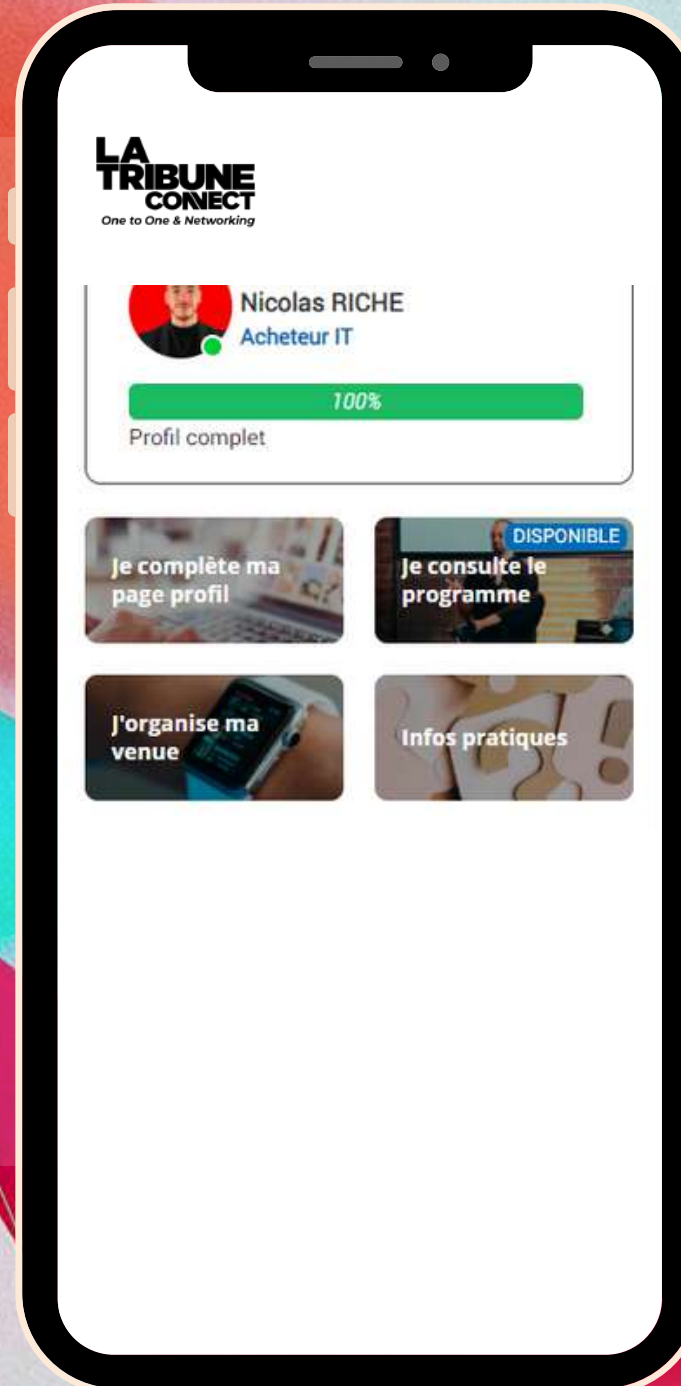 LA
TRIBUNE
CONNECT
One to One & Networking
Nicolas RICHE
Acheteur IT
100%
Profil complet
Je complète ma
page profil
DISPONIBLE
Je consulte le
programme
J'organise ma
venue
Infos pratiques